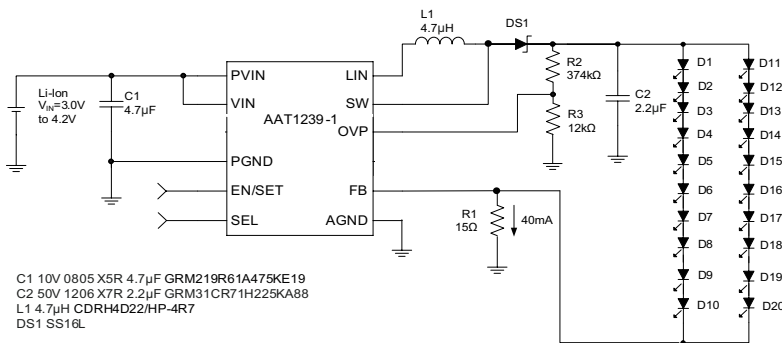 L1
4.7µH
DS1
Li-Ion
VIN=3.0V
to 4.2V
C1
4.7µF
PVIN
VIN
PGND
EN/SET
SEL
AAT1239-1
LIN
SW
OVP
FB
AGND
R2
374kΩ
R3
12kΩ
C2
2.2µF
R1
15Ω
40mA
D1
D2
D3
D4
D5
D6
D7
D8
D9
D10
D11
D12
D13
D14
D15
D16
D17
D18
D19
D20
C1 10V 0805 X5R 4.7µF GRM219R61A475KE19
C2 50V 1206 X7R 2.2µF GRM31CR71H225KA88
L1 4.7µH CDRH4D22/HP-4R7
DS1 SS16L